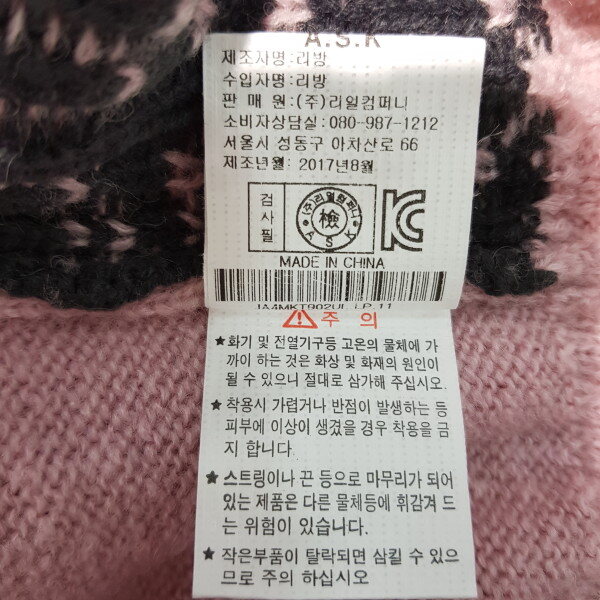 A.S.K
제조자명:리방
수입자명:리방
판 매 원:(주)리일컴퍼니
소비자상담실: 080-987-1212
서울시 성동구 아차산로 66
제조년월: 2017년8월
검사필
(주)리일컴퍼니
檢
A S K
KC
MADE IN CHINA
주 의
★화기 및 전열기구등 고온의 물체에 가
까이 하는 것은 화상 및 화재의 원인이
될 수 있으니 절대로 삼가해 주십시오.
★ 착용시 가렵거나 반점이 발생하는 등
피부에 이상이 생겼을 경우 착용을 금
지 합니다.
★ 스트링이나 끈 등으로 마무리가 되어
있는 제품은 다른 물체등에 휘감겨 드
는 위험이 있습니다.
★ 작은부품이 탈락되면 삼킬 수 있으
므로 주의 하십시오